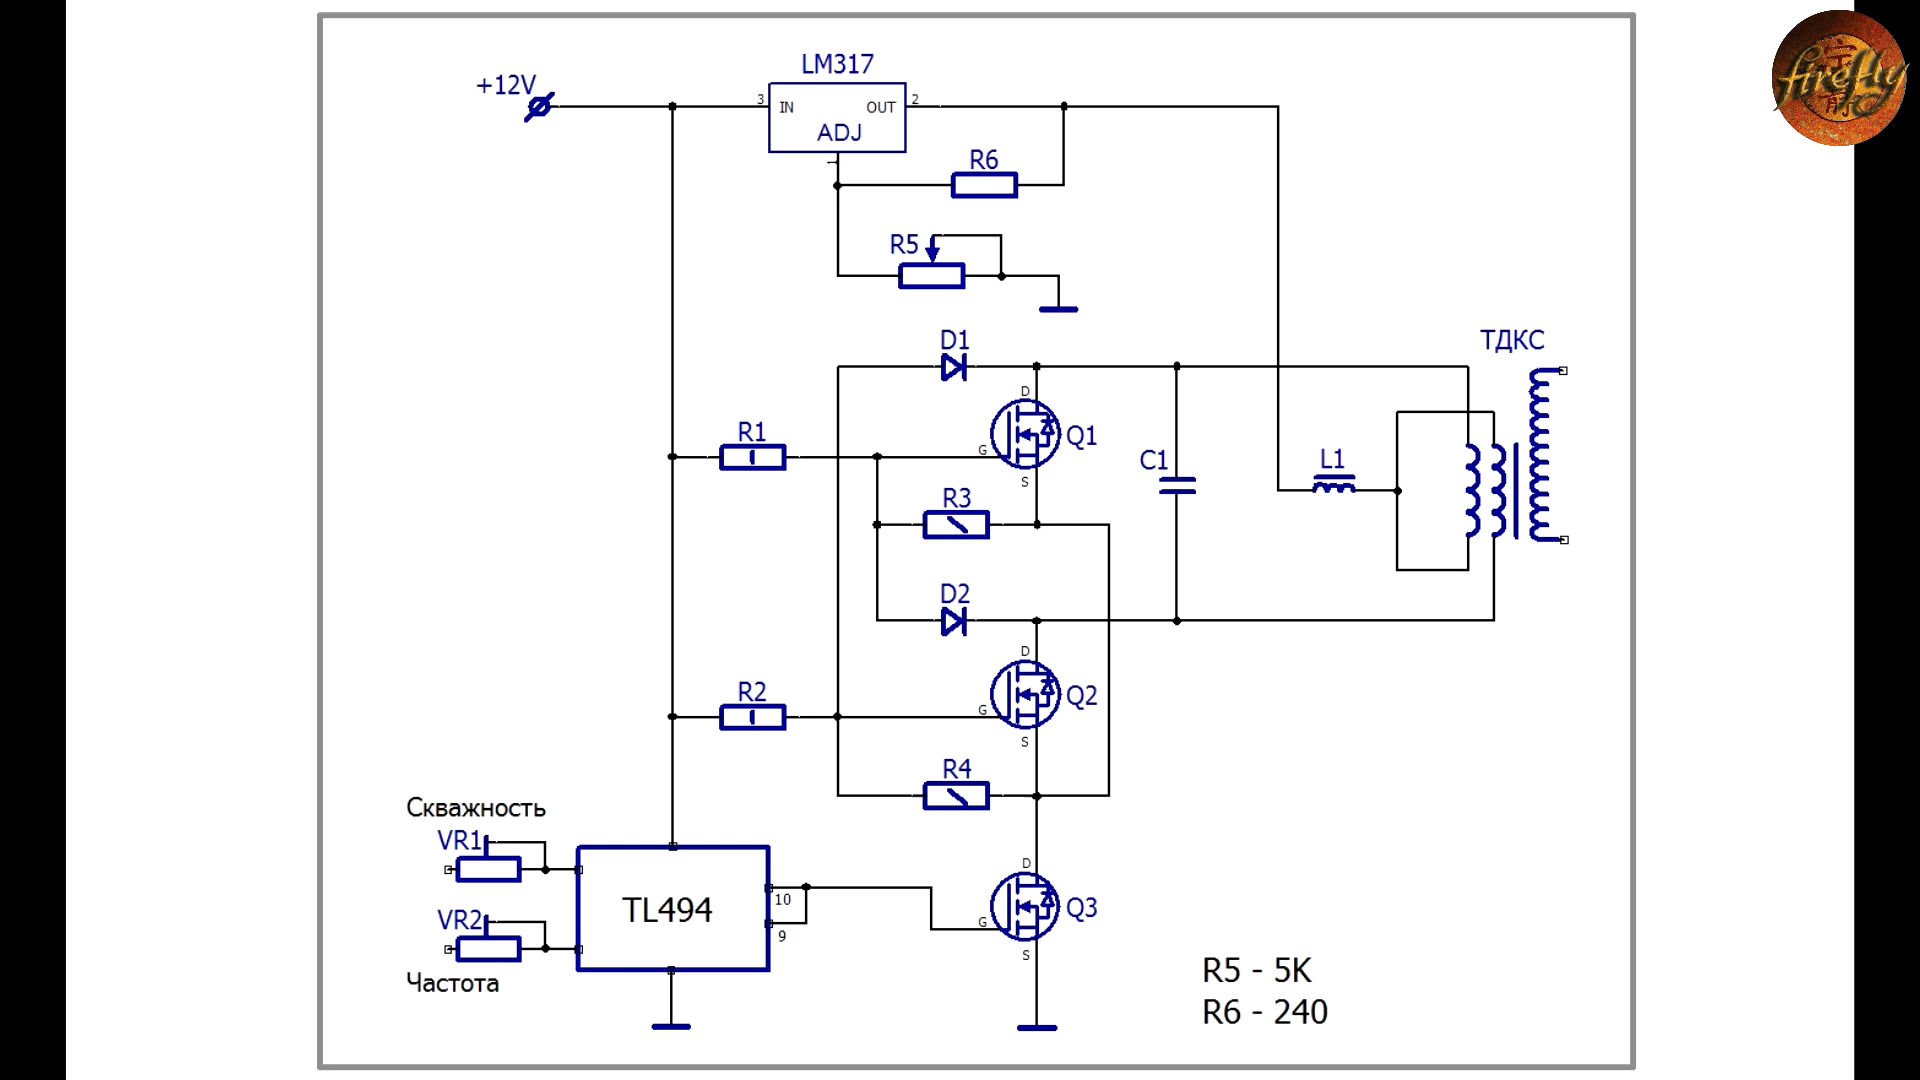 firefly
LM317
+12V
3
IN
OUT
2
ADJ
1
R6
R5
D1
ТДКС
D
R1
Q1
G
C1
L1
S
R3
D2
D
R2
Q2
G
S
R4
Скважность
VR1
D
10
TL494
Q3
VR2
G
9
S
Частота
R5 - 5K
R6 - 240